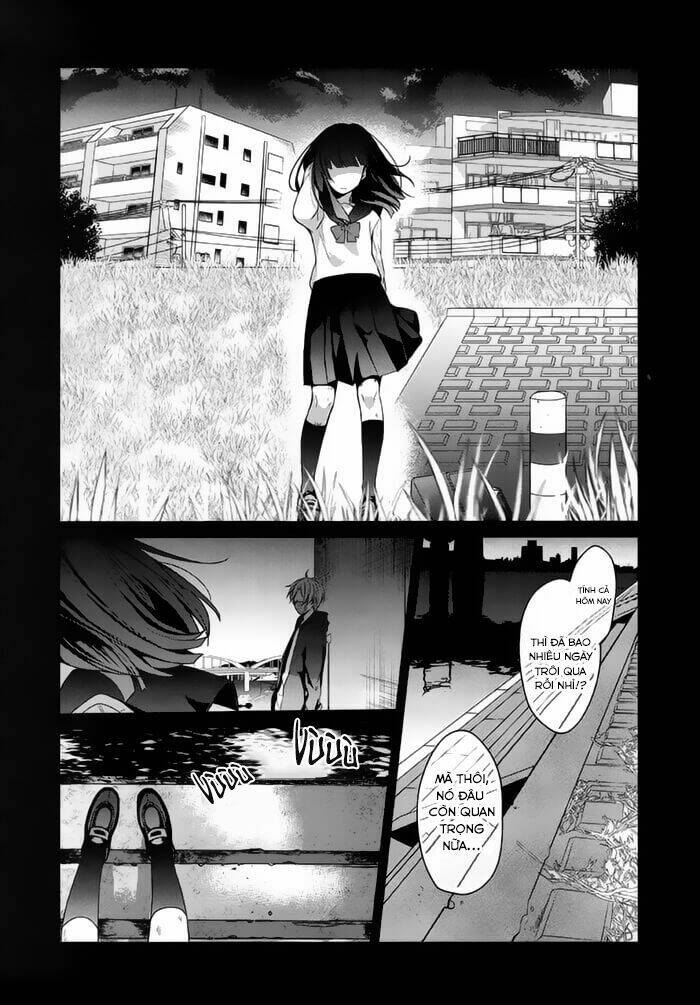 TÍNH CẢ
HÔM NAY
THÌ ĐÃ BAO
NHIÊU NGÀY
TRÔI QUA
RỒI NHỈ!?
MÀ THÔI,
NÓ ĐÂU
CÒN QUAN
TRỌNG
NỮA...
VÙÙÙ
VÙÙÙ